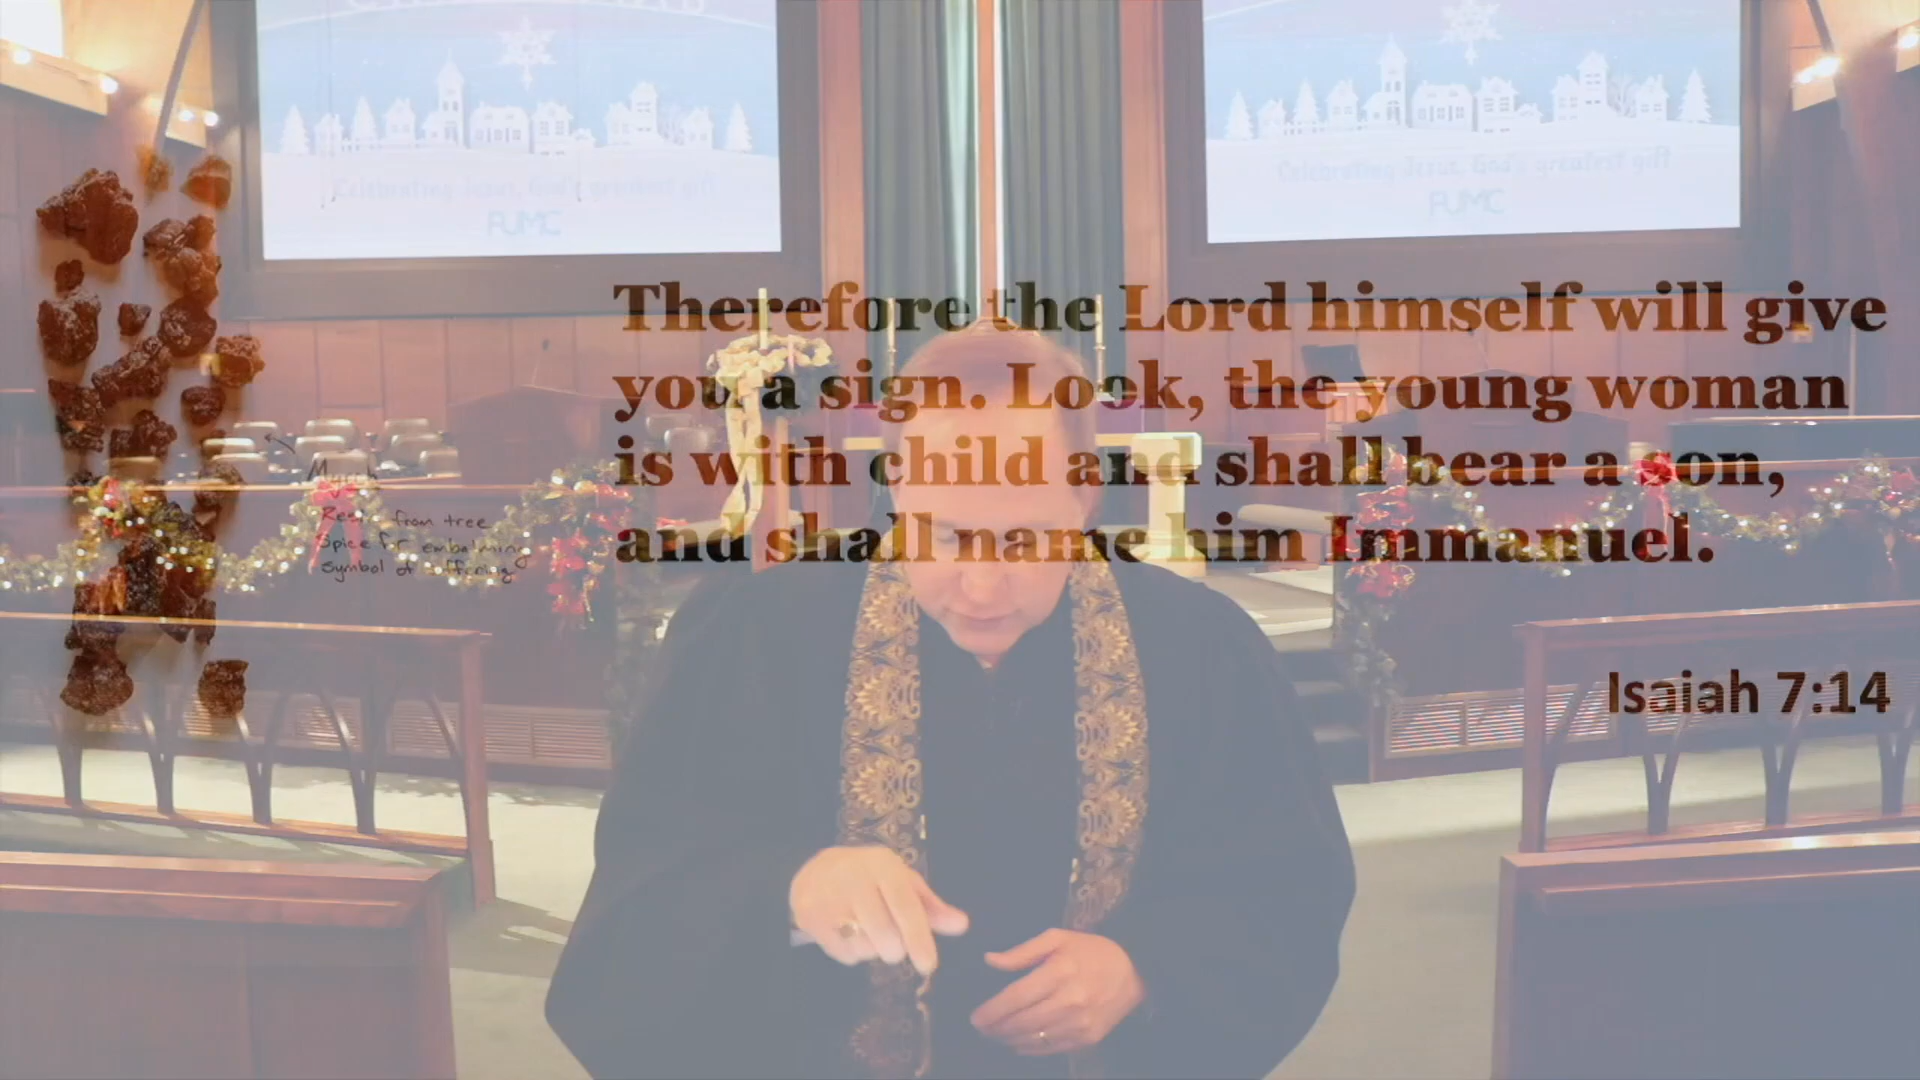 Celebrating Jesus, God's greatest gift
FUMC
Celebrating Jesus, God's greatest gift
FUMC
Therefore the Lord himself will give
you a sign. Look, the young woman
is with child and shall bear a son,
and shall name him Immanuel.
Isaiah 7:14
Myrrh
Resin from tree
Spice for embalming
symbol of suffering